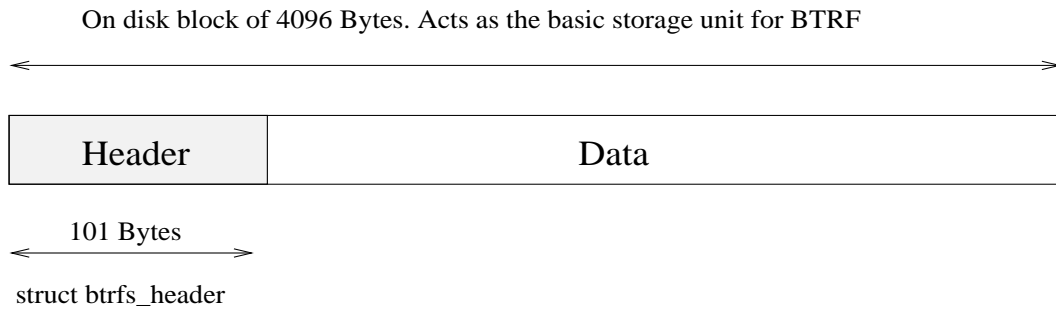 On disk block of 4096 Bytes. Acts as the basic storage unit for BTRF
Header
Data
101 Bytes
struct btrfs_header